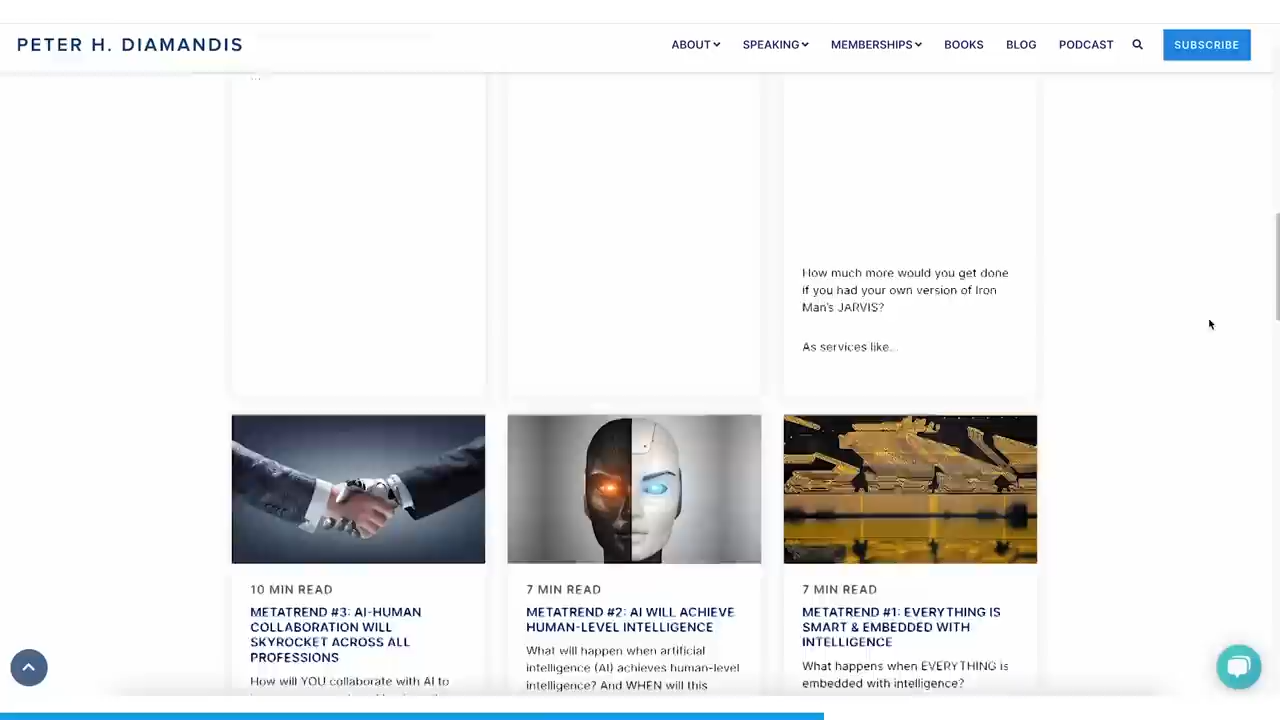 PETER H. DIAMANDIS
ABOUT SPEAKING MEMBERSHIPS BOOKS BLOG PODCAST SUBSCRIBE
...
How much more would you get done
if you had your own version of Iron
Man's JARVIS?
As services like...
10 MIN READ
METATREND #3: AI-HUMAN
COLLABORATION WILL
SKYROCKET ACROSS ALL
PROFESSIONS
How will YOU collaborate with AI to
7 MIN READ
METATREND #2: AI WILL ACHIEVE
HUMAN-LEVEL INTELLIGENCE
What will happen when artificial
intelligence (AI) achieves human-level
intelligence? And WHEN will this
7 MIN READ
METATREND #1: EVERYTHING IS
SMART & EMBEDDED WITH
INTELLIGENCE
What happens when EVERYTHING is
embedded with intelligence?